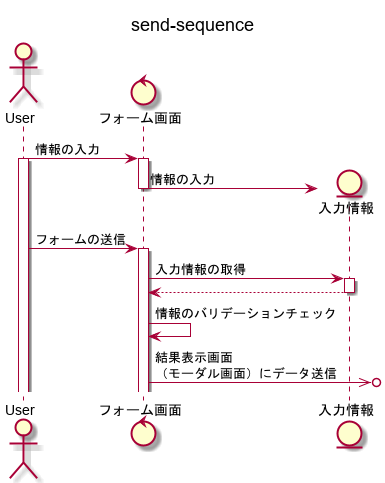 send-sequence
User
フォーム画面
情報の入力
情報の入力
入力情報
フォームの送信
入力情報の取得
情報のバリデーションチェック
結果表示画面
（モーダル画面）にデータ送信
User
フォーム画面
入力情報